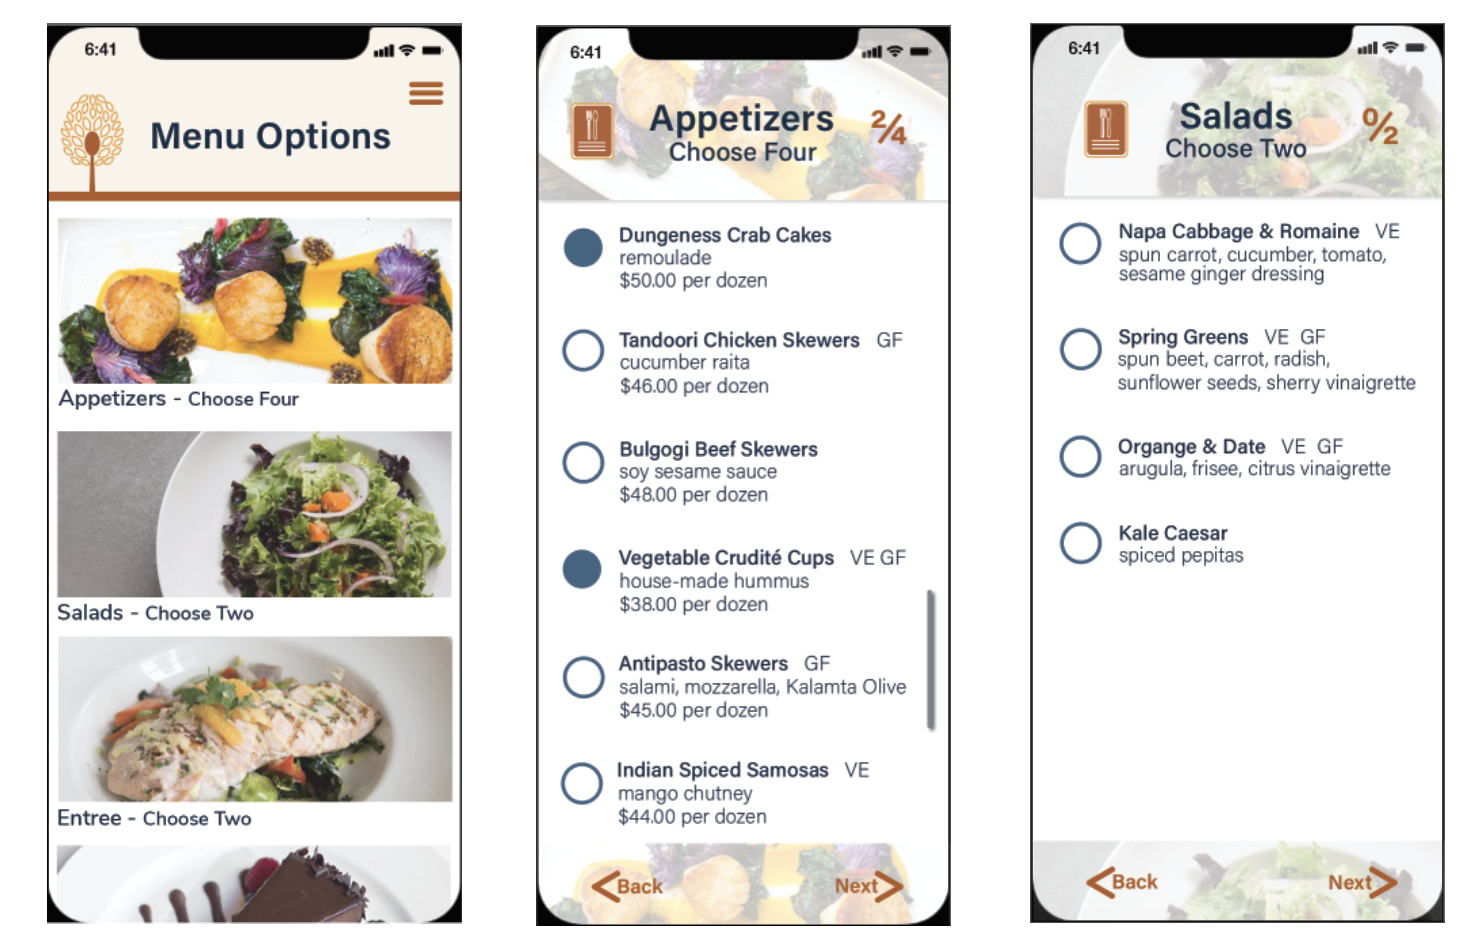 6:41
Menu Options
Appetizers - Choose Four
Salads - Choose Two
Entree - Choose Two
6:41
Appetizers
Choose Four
2/4
Dungeness Crab Cakes
remoulade
$50.00 per dozen
Tandoori Chicken Skewers GF
cucumber raita
$46.00 per dozen
Bulgogi Beef Skewers
soy sesame sauce
$48.00 per dozen
Vegetable Crudité Cups VE GF
house-made hummus
$38.00 per dozen
Antipasto Skewers GF
salami, mozzarella, Kalamta Olive
$45.00 per dozen
Indian Spiced Samosas VE
mango chutney
$44.00 per dozen
Back Next
6:41
Salads
Choose Two
0/2
Napa Cabbage & Romaine VE
spun carrot, cucumber, tomato,
sesame ginger dressing
Spring Greens VE GF
spun beet, carrot, radish,
sunflower seeds, sherry vinaigrette
Organge & Date VE GF
arugula, frisee, citrus vinaigrette
Kale Caesar
spiced pepitas
Back Next